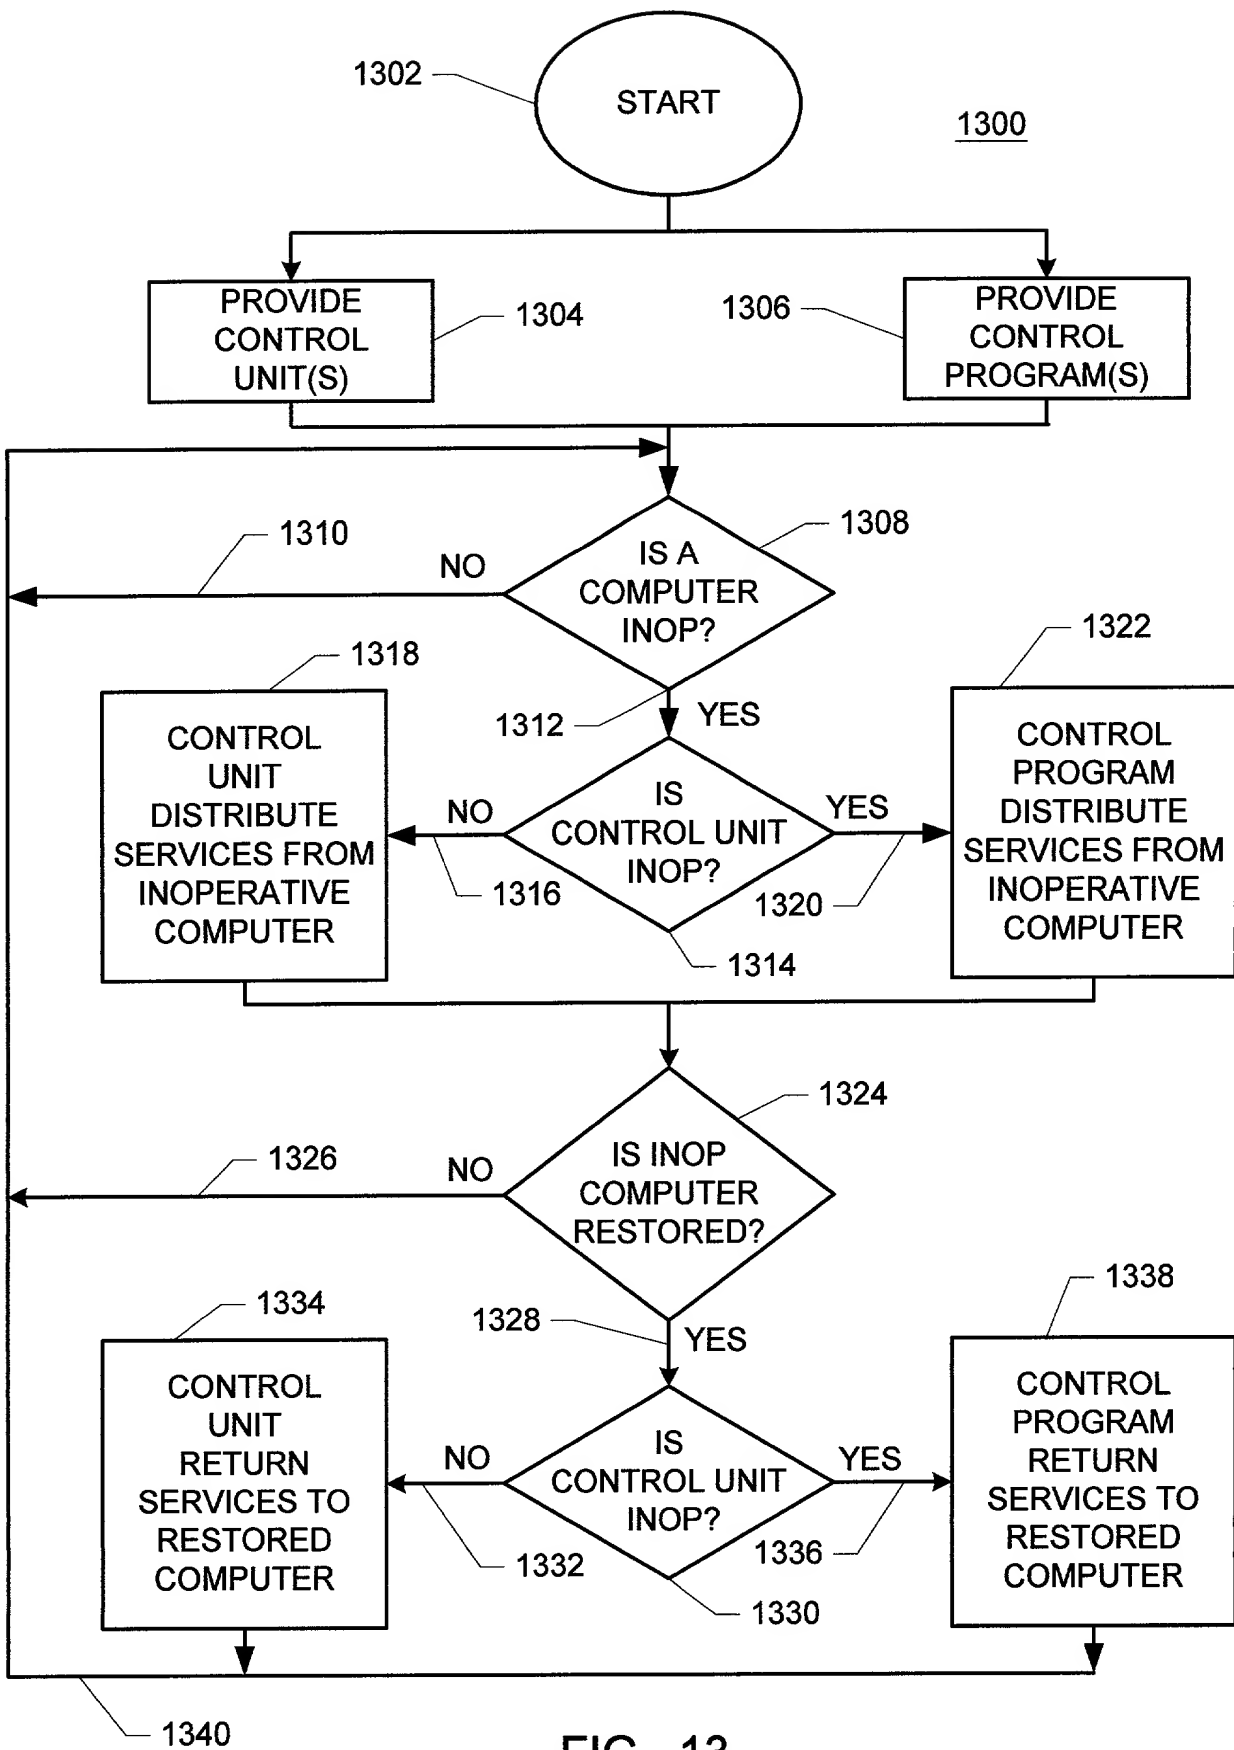 1302
START
1300
PROVIDE
CONTROL
UNIT(S)
1304
1306
PROVIDE
CONTROL
PROGRAM(S)
1310
NO
IS A
COMPUTER
INOP?
1308
1312
YES
1318
CONTROL
UNIT
DISTRIBUTE
SERVICES FROM
INOPERATIVE
COMPUTER
NO
1316
IS
CONTROL UNIT
INOP?
1314
YES
1320
1322
CONTROL
PROGRAM
DISTRIBUTE
SERVICES FROM
INOPERATIVE
COMPUTER
1324
1326
NO
IS INOP
COMPUTER
RESTORED?
1328
YES
1334
CONTROL
UNIT
RETURN
SERVICES TO
RESTORED
COMPUTER
NO
1332
IS
CONTROL UNIT
INOP?
1330
YES
1336
1338
CONTROL
PROGRAM
RETURN
SERVICES TO
RESTORED
COMPUTER
1340
FIG. 13